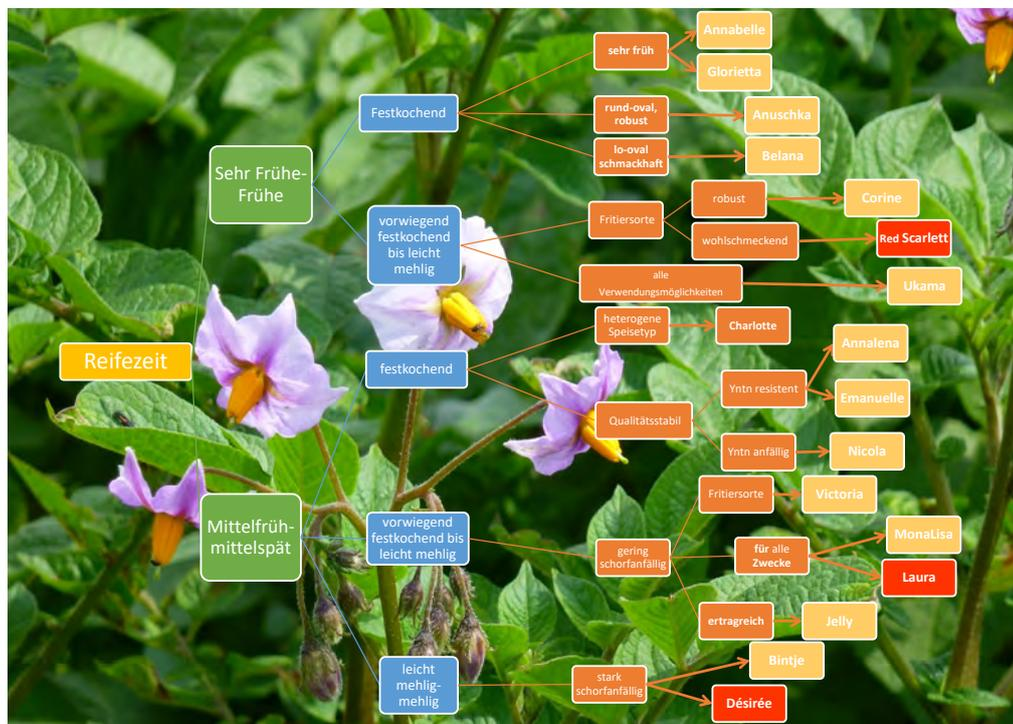 Reifezeit
Sehr Frühe-
Frühe
Festkochend
sehr früh
Annabelle
Glorietta
rund-oval,
robust
Anuschka
lo-oval
schmackhaft
Belana
vorwiegend
festkochend
bis leicht
mehlig
Fritiersorte
robust
Corine
wohlschmeckend
Red Scarlett
alle
Verwendungsmöglichkeiten
Ukama
Mittelfrüh-
mittelspät
festkochend
heterogene
Speisetyp
Charlotte
Qualitätsstabil
Yntn resistent
Annalena
Emanuelle
Yntn anfällig
Nicola
vorwiegend
festkochend bis
leicht mehlig
gering
schorfanfällig
Fritiersorte
Victoria
für alle
Zwecke
MonaLisa
Laura
ertragreich
Jelly
leicht
mehlig-
mehlig
stark
schorfanfällig
Bintje
Désirée